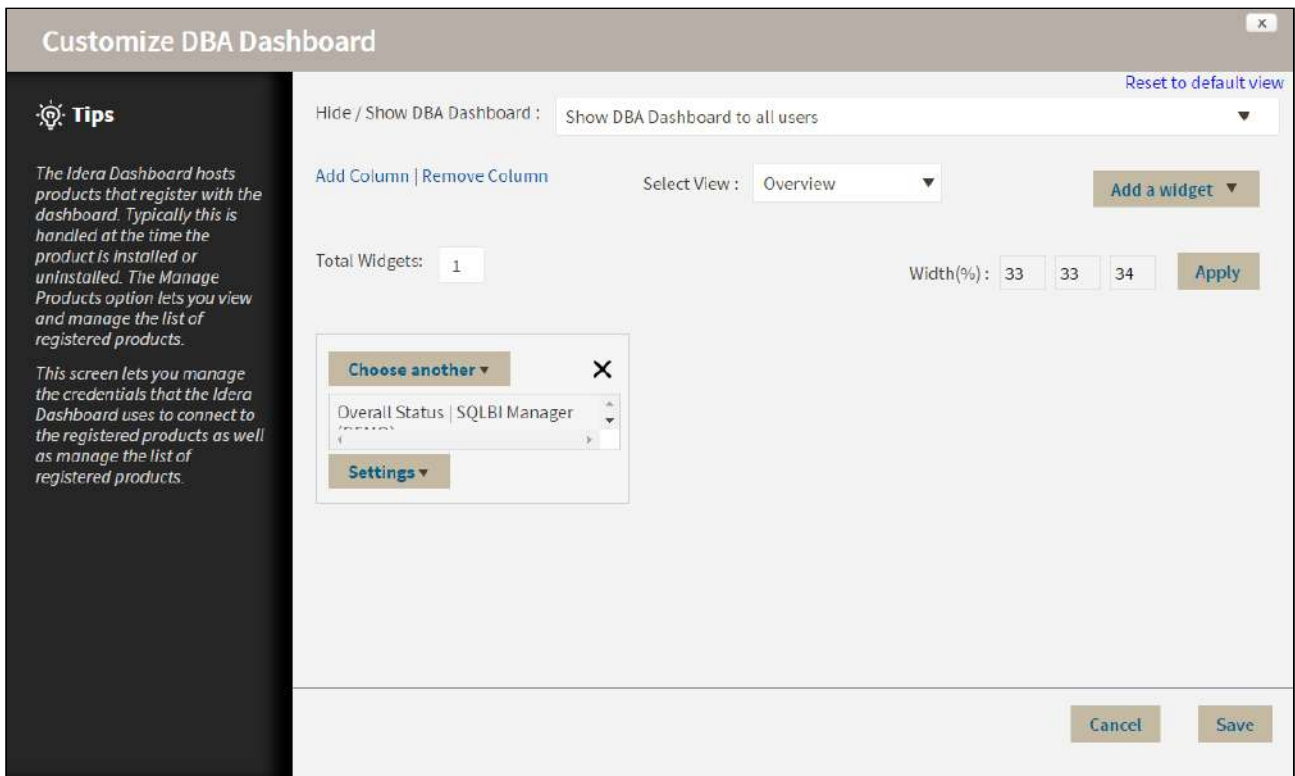 Customize DBA Dashboard
x
Reset to default view
Tips
Hide / Show DBA Dashboard :
Show DBA Dashboard to all users
The Idera Dashboard hosts
products that register with the
dashboard. Typically this is
handled at the time the
product is installed or
uninstalled. The Manage
Products option lets you view
and manage the list of
registered products.
This screen lets you manage
the credentials that the Idera
Dashboard uses to connect to
the registered products as well
as manage the list of
registered products.
Add Column | Remove Column
Select View :
Overview
Add a widget
Total Widgets:
1
Width(%) :
33
33
34
Apply
Choose another
Overall Status | SQLBI Manager
Settings
Cancel
Save